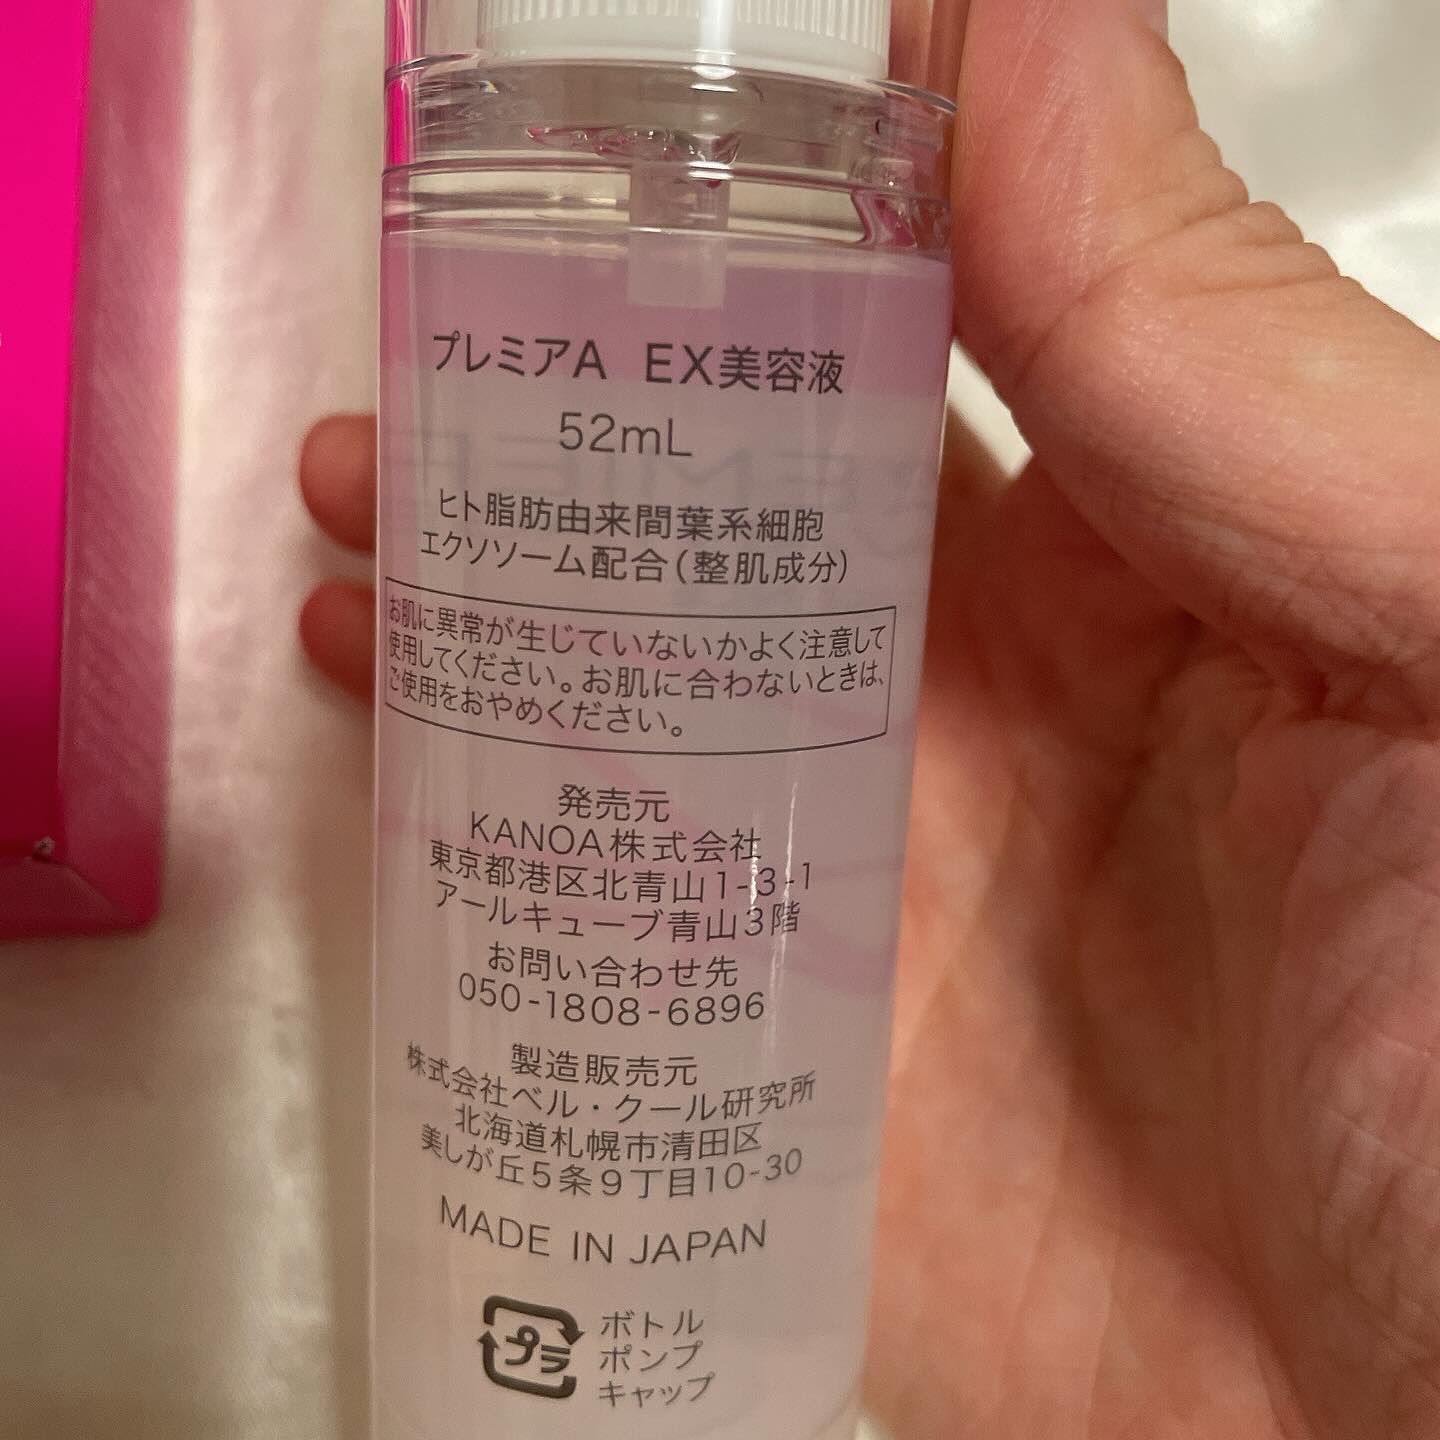 プレミアA EX美容液
52mL
ヒト脂肪由来間葉系細胞
エクソソーム配合(整肌成分)
お肌に異常が生じていないかよく注意して
使用してください。お肌に合わないときは、
ご使用をおやめください。
発売元
KANOA株式会社
東京都港区北青山1-3-1
アールキューブ青山3階
お問い合わせ先
050-1808-6896
製造販売元
株式会社ベル・クール研究所
北海道札幌市清田区
美しが丘5条9丁目10-30
MADE IN JAPAN
プラ
ボトル
ポンプ
キャップ